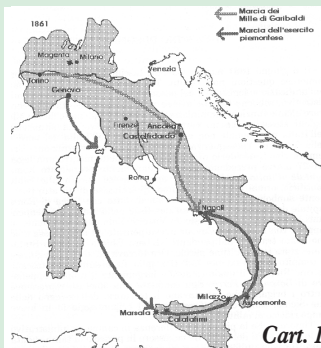 1861
Marcia dei
Mille di Garibaldi
Marcia dell'esercito
piemontese
Magenta
Milano
Venezia
Torino
Genova
Firenze
Ancona
Castelfidardo
Roma
Napoli
Milazzo
Aspromonte
Marsala
Calatafimi
Cart. 1